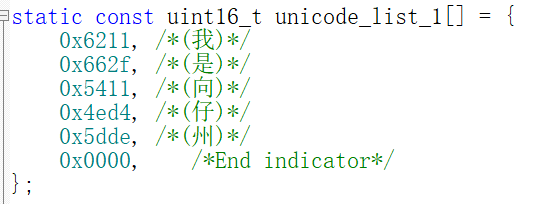 static const uint16_t unicode_list_1[] = {
    0x6211, /*(我)*/
    0x662f, /*(是)*/
    0x5411, /*(向)*/
    0x4ed4, /*(仔)*/
    0x5dde, /*(州)*/
    0x0000,    /*End indicator*/
};